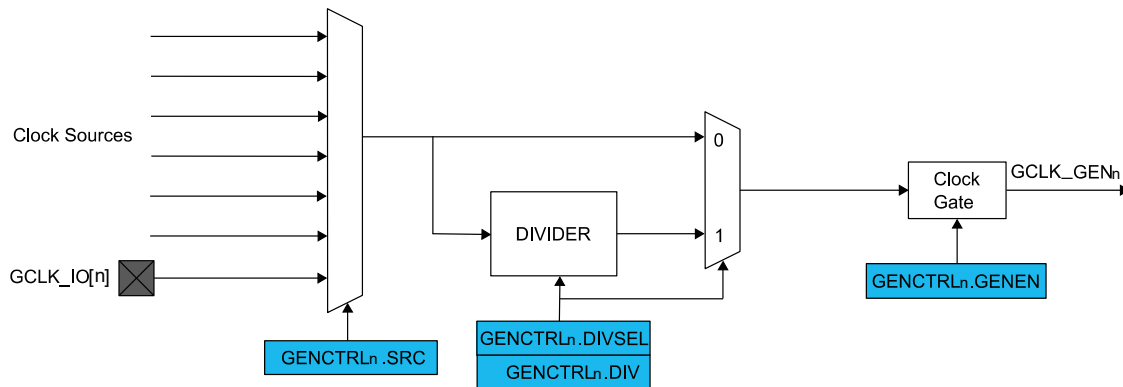 Clock Sources
GCLK_IO[n]
GENCTRLn.SRC
DIVIDER
0
1
GENCTRLn.DIVSEL
GENCTRLn.DIV
Clock
Gate
GCLK_GENn
GENCTRLn.GENEN